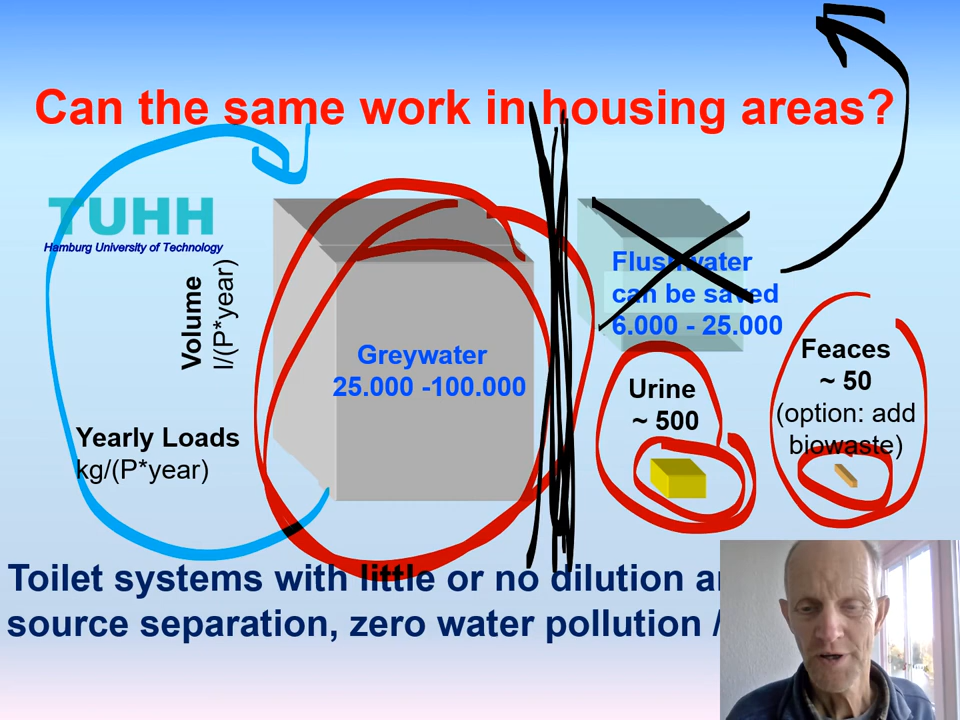 Can the same work in housing areas?
TUHH
Hamburg University of Technology
Volume
l/(P*year)
Yearly Loads
kg/(P*year)
Greywater
25.000 -100.000
Flushwater
can be saved
6.000 - 25.000
Urine
~ 500
Feaces
~ 50
(option: add
biowaste)
Toilet systems with little or no dilution
source separation, zero water pollution /